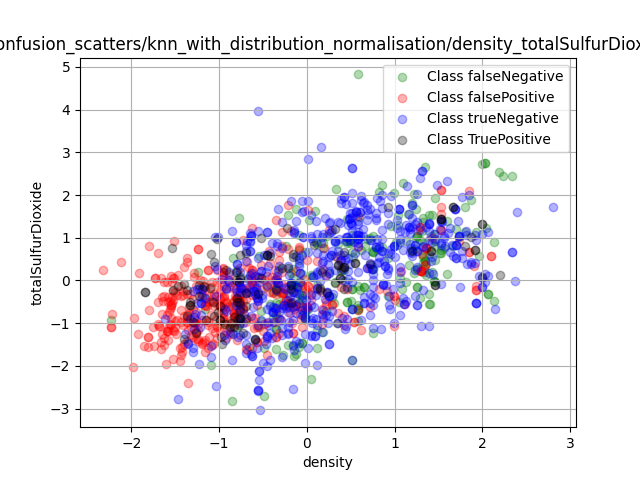 onfusion_scatters/knn_with_distribution_normalisation/density_totalSulfurDiox
Class falseNegative
Class falsePositive
Class trueNegative
Class TruePositive
totalSulfurDioxide
5
4
3
2
1
0
−1
−2
−3
−2 −1 0 1 2 3
density